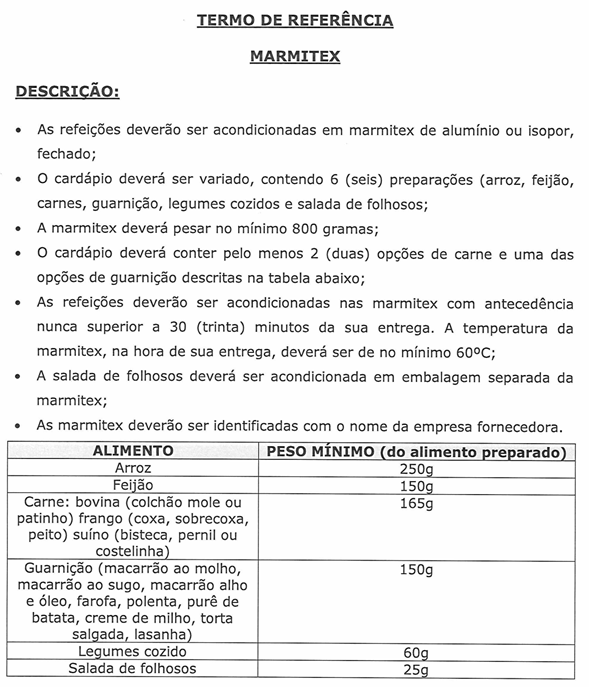 TERMO DE REFERÊNCIA
MARMITEX
DESCRIÇÃO:
• As refeições deverão ser acondicionadas em marmitex de alumínio ou isopor,
fechado;
• O cardápio deverá ser variado, contendo 6 (seis) preparações (arroz, feijão,
carnes, guarnição, legumes cozidos e salada de folhosos;
• A marmitex deverá pesar no mínimo 800 gramas;
• O cardápio deverá conter pelo menos 2 (duas) opções de carne e uma das
opções de guarnição descritas na tabela abaixo;
• As refeições deverão ser acondicionadas nas marmitex com antecedência
nunca superior a 30 (trinta) minutos da sua entrega. A temperatura da
marmitex, na hora de sua entrega, deverá ser de no mínimo 60ºC;
• A salada de folhosos deverá ser acondicionada em embalagem separada da
marmitex;
• As marmitex deverão ser identificadas com o nome da empresa fornecedora.
ALIMENTO PESO MÍNIMO (do alimento preparado)
Arroz 250g
Feijão 150g
Carne: bovina (colchão mole ou 165g
patinho) frango (coxa, sobrecoxa,
peito) suíno (bisteca, pernil ou
costelinha)
Guarnição (macarrão ao molho, 150g
macarrão ao sugo, macarrão alho
e óleo, farofa, polenta, purê de
batata, creme de milho, torta
salgada, lasanha)
Legumes cozido 60g
Salada de folhosos 25g